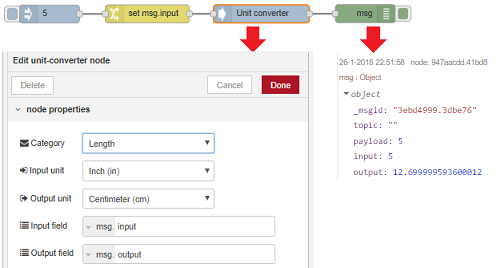 5
set msg.input
Unit converter
msg
Edit unit-converter node
Delete
Cancel
Done
node properties
Category
Length
Input unit
Inch (in)
Output unit
Centimeter (cm)
Input field
msg. input
Output field
msg. output
26-1-2018 22:51:58 node: 947aacdd.41bd8
msg : Object
object
_msgid: "3ebd4999.3dbe76"
topic: ""
payload: 5
input: 5
output: 12.699999593600012